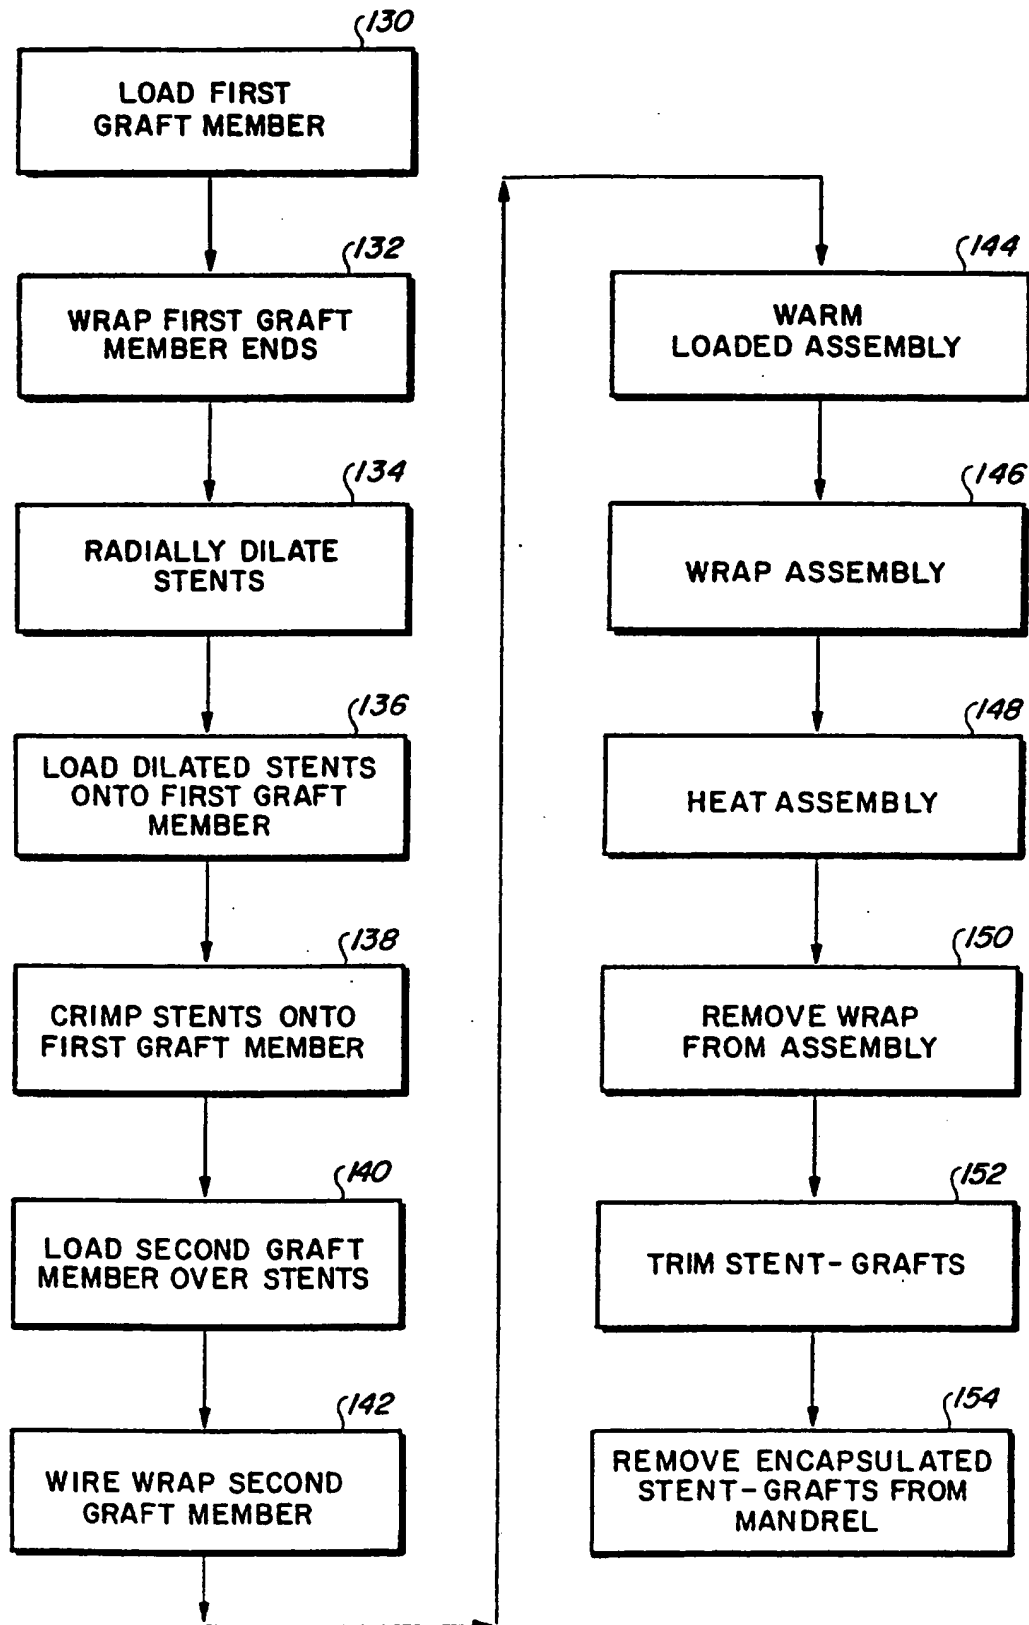 130
LOAD FIRST
GRAFT MEMBER
132
WRAP FIRST GRAFT
MEMBER ENDS
134
RADIALLY DILATE
STENTS
136
LOAD DILATED STENTS
ONTO FIRST GRAFT
MEMBER
138
CRIMP STENTS ONTO
FIRST GRAFT MEMBER
140
LOAD SECOND GRAFT
MEMBER OVER STENTS
142
WIRE WRAP SECOND
GRAFT MEMBER
144
WARM
LOADED ASSEMBLY
146
WRAP ASSEMBLY
148
HEAT ASSEMBLY
150
REMOVE WRAP
FROM ASSEMBLY
152
TRIM STENT-GRAFTS
154
REMOVE ENCAPSULATED
STENT-GRAFTS FROM
MANDREL